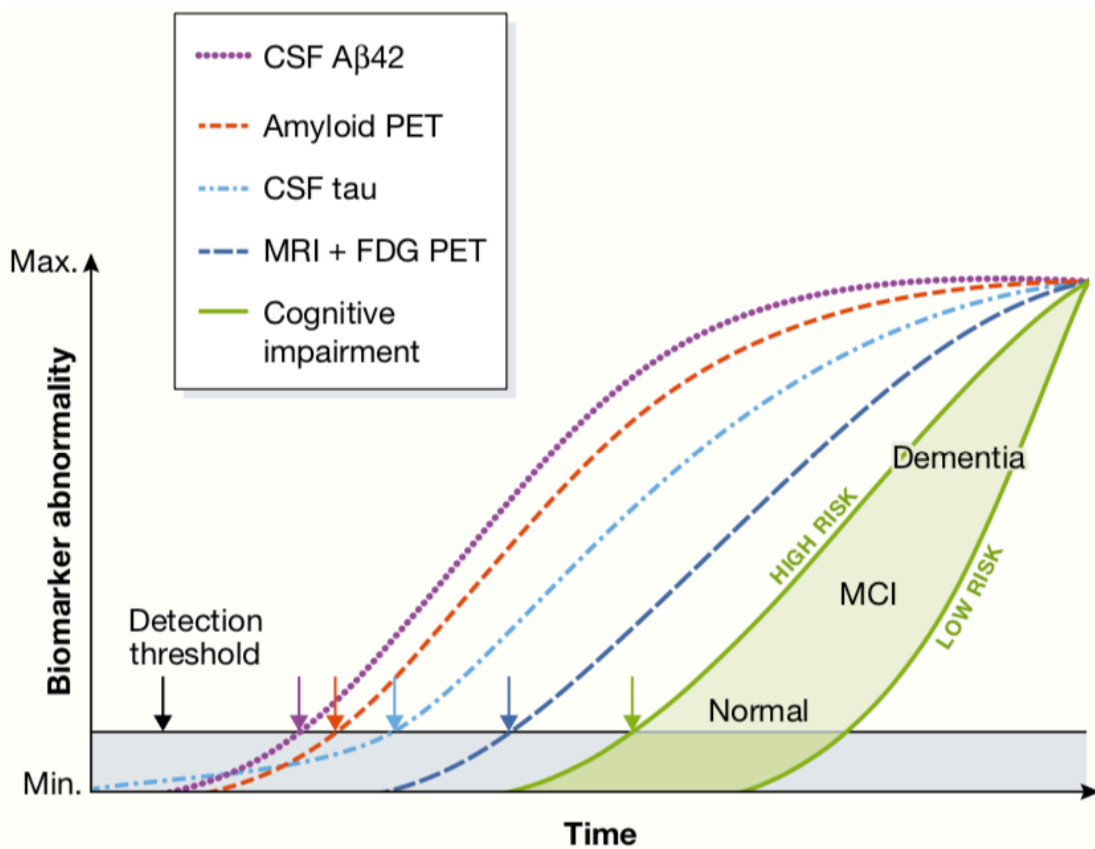 CSF Aβ42
Amyloid PET
CSF tau
MRI + FDG PET
Cognitive
impairment
Max.
Biomarker abnormality
Detection
threshold
Min.
Dementia
HIGH RISK
MCI
LOW RISK
Normal
Time